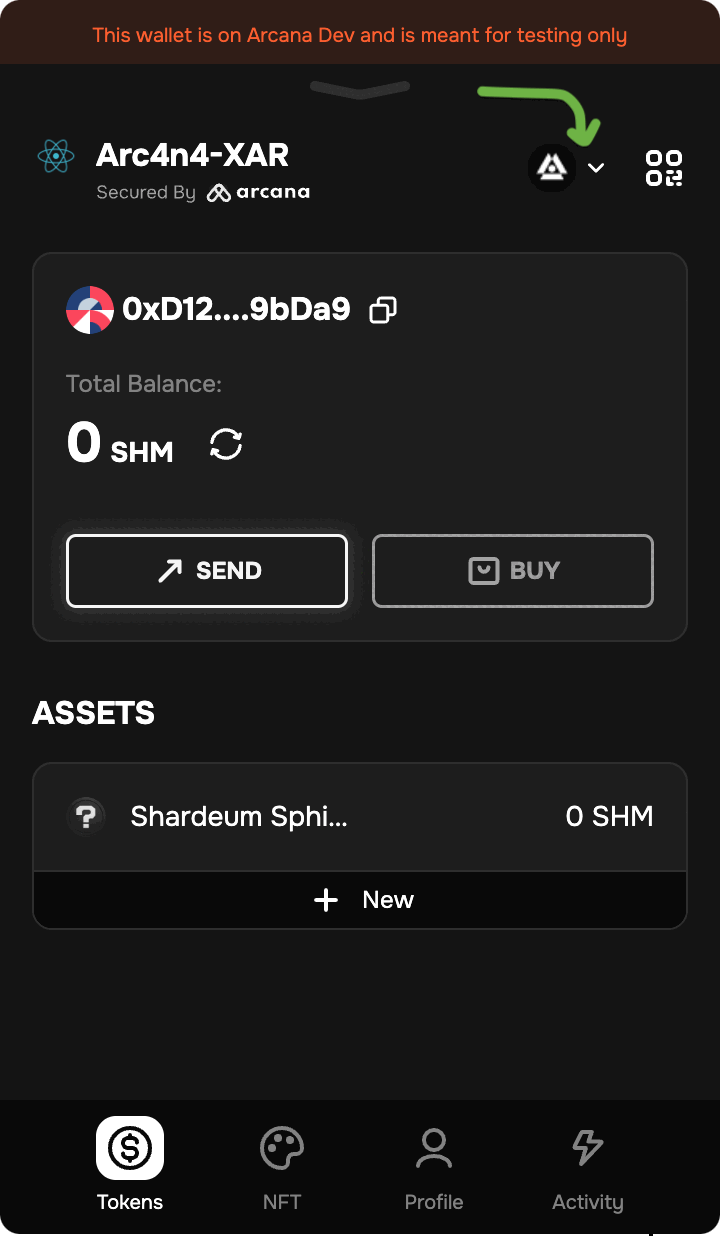 This wallet is on Arcana Dev and is meant for testing only
Arc4n4-XAR
Secured By arcana
0xD12....9bDa9
Total Balance:
0 SHM
SEND
BUY
ASSETS
? Shardeum Sphi... 0 SHM
+ New
Tokens NFT Profile Activity